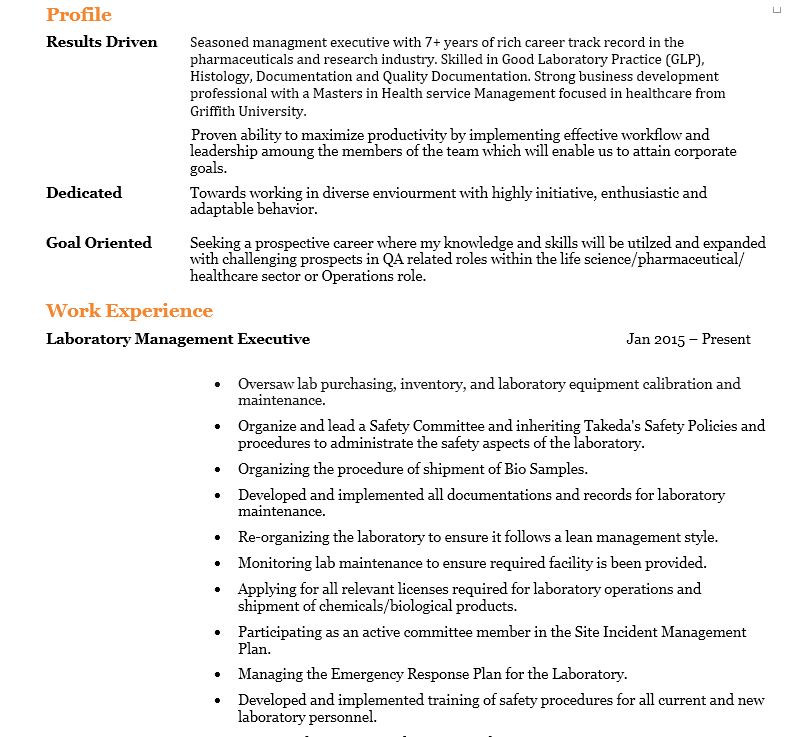 Profile
Results Driven Seasoned managment executive with 7+ years of rich career track record in the
pharmaceuticals and research industry. Skilled in Good Laboratory Practice (GLP),
Histology, Documentation and Quality Documentation. Strong business development
professional with a Masters in Health service Management focused in healthcare from
Griffith University.
Proven ability to maximize productivity by implementing effective workflow and
leadership amoung the members of the team which will enable us to attain corporate
goals.
Dedicated Towards working in diverse enviourment with highly initiative, enthusiastic and
adaptable behavior.
Goal Oriented Seeking a prospective career where my knowledge and skills will be utilzed and expanded
with challenging prospects in QA related roles within the life science/pharmaceutical/
healthcare sector or Operations role.
Work Experience
Laboratory Management Executive Jan 2015 – Present
• Oversaw lab purchasing, inventory, and laboratory equipment calibration and
maintenance.
• Organize and lead a Safety Committee and inheriting Takeda's Safety Policies and
procedures to administrate the safety aspects of the laboratory.
• Organizing the procedure of shipment of Bio Samples.
• Developed and implemented all documentations and records for laboratory
maintenance.
• Re-organizing the laboratory to ensure it follows a lean management style.
• Monitoring lab maintenance to ensure required facility is been provided.
• Applying for all relevant licenses required for laboratory operations and
shipment of chemicals/biological products.
• Participating as an active committee member in the Site Incident Management
Plan.
• Managing the Emergency Response Plan for the Laboratory.
• Developed and implemented training of safety procedures for all current and new
laboratory personnel.